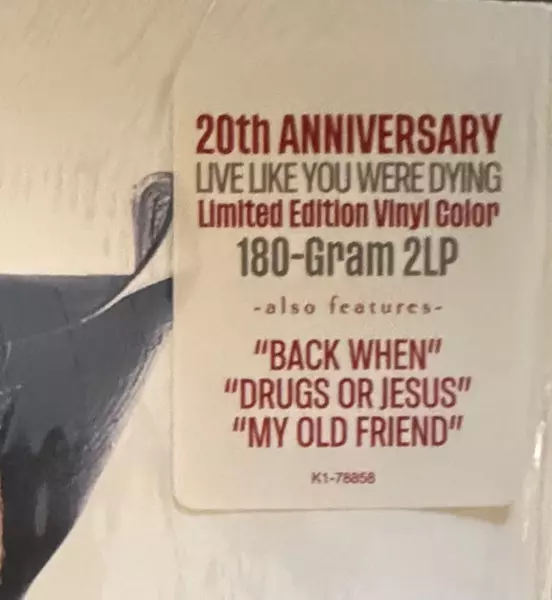 20th ANNIVERSARY
LIVE LIKE YOU WERE DYING
Limited Edition Vinyl Color
180-Gram 2LP
-also features-
"BACK WHEN"
"DRUGS OR JESUS"
"MY OLD FRIEND"
K1-78858